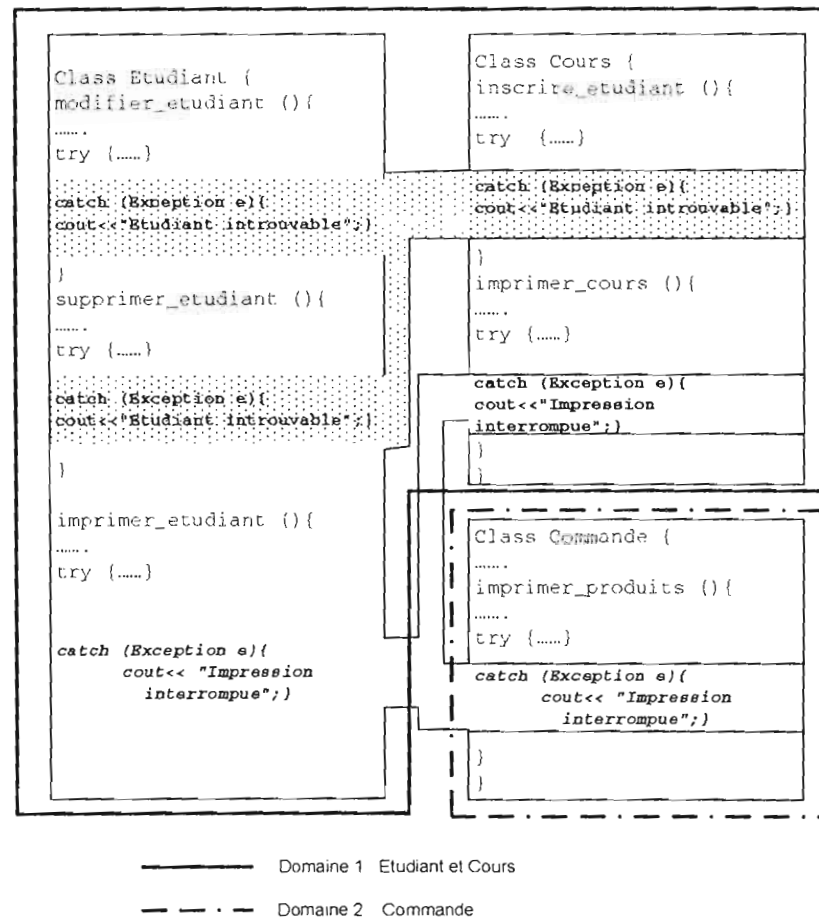 Class Etudiant {
modifier_etudiant (){
.......
try {......}
catch (Exception e){
cout<<"Etudiant introuvable";}
}
supprimer_etudiant (){
.......
try {......}
catch (Exception e){
cout<<"Etudiant introuvable";}
}
imprimer_etudiant (){
.......
try {......}
catch (Exception e){
cout<< "Impression
interrompue";}
Class Cours {
inscrire_etudiant (){
.......
try {......}
catch (Exception e){
cout<<"Etudiant introuvable";}
}
imprimer_cours (){
.......
try {......}
catch (Exception e){
cout<<"Impression
interrompue";}
}
}
Class Commande {
.......
imprimer_produits (){
.......
try {......}
catch (Exception e){
cout<< "Impression
interrompue";}
}
}
Domaine 1 Etudiant et Cours
Domaine 2 Commande